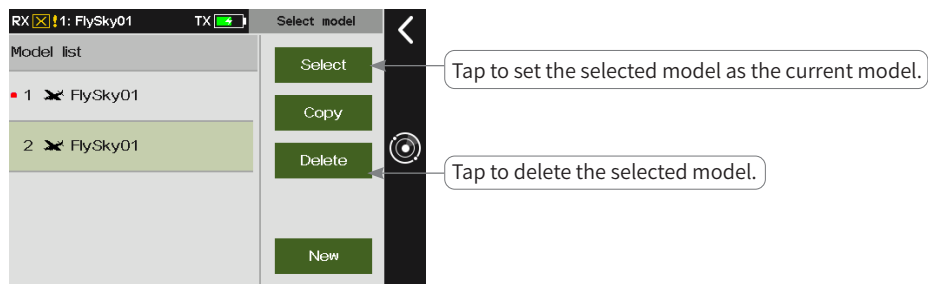 RX ! 1: FlySky01 TX Select model
Model list
Select
Tap to set the selected model as the current model.
1 FlySky01
Copy
2 FlySky01
Delete
Tap to delete the selected model.
New